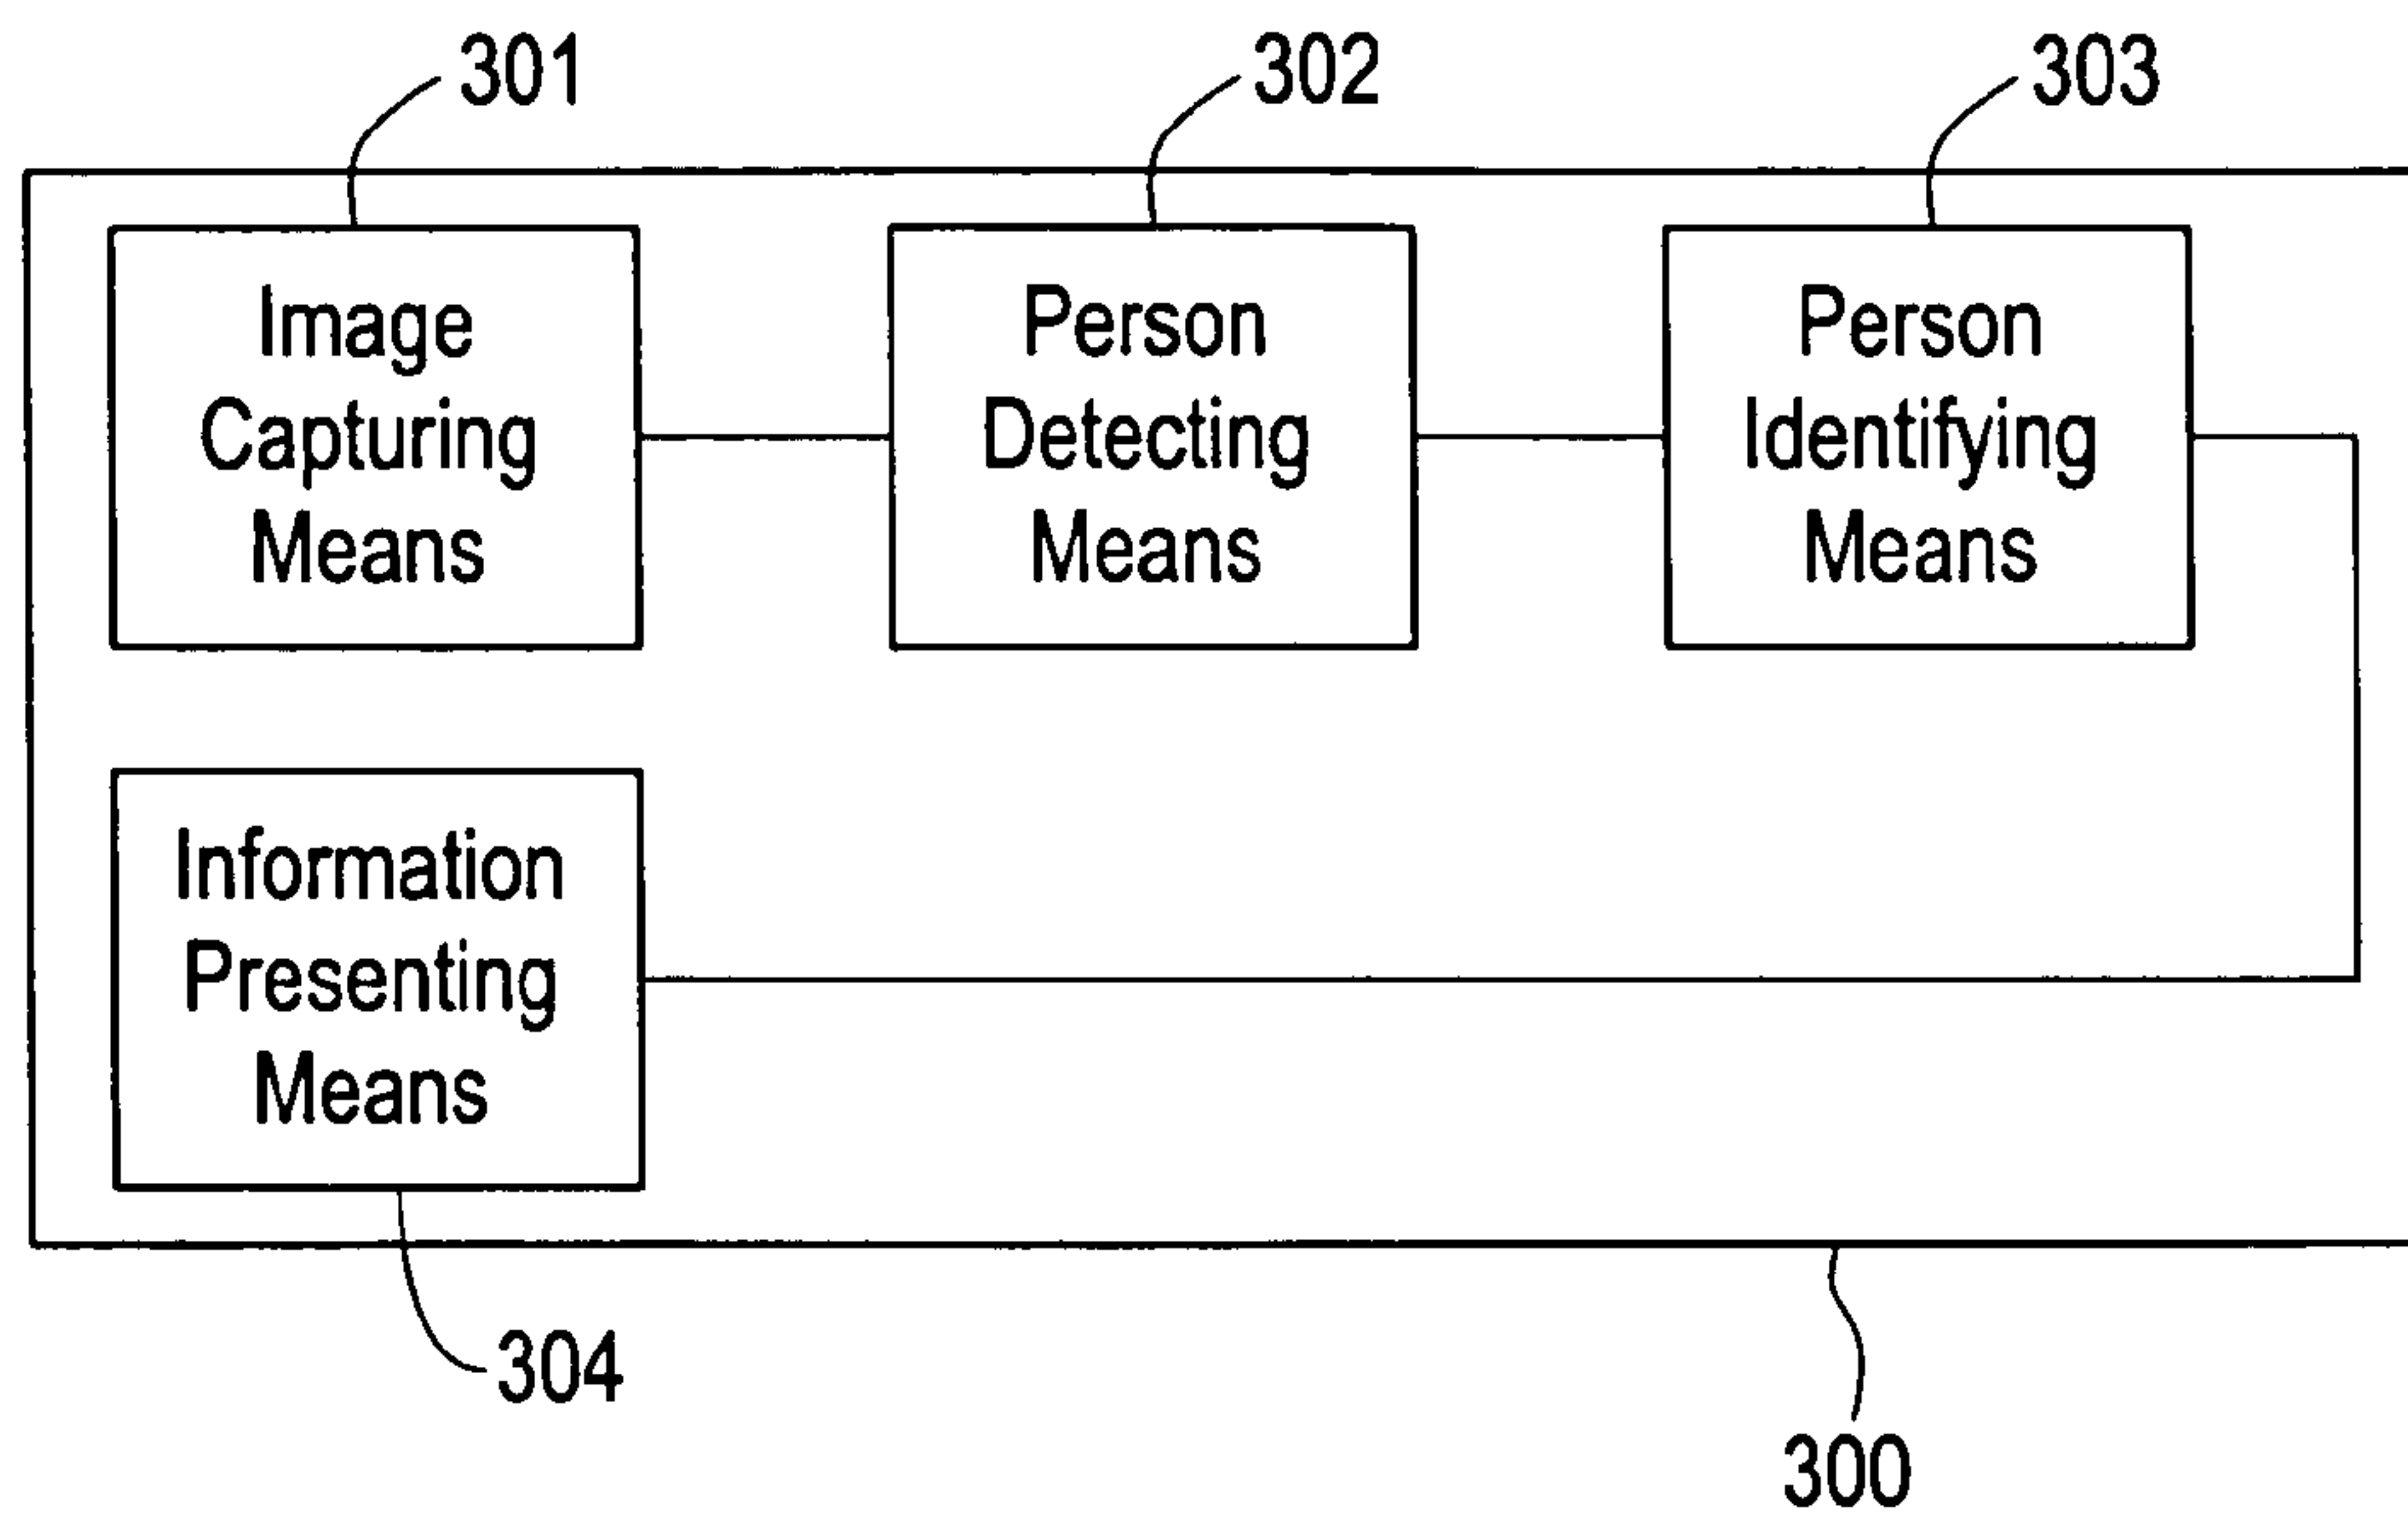 301
302
303
Image
Capturing
Means
Person
Detecting
Means
Person
Identifying
Means
Information
Presenting
Means
304
300